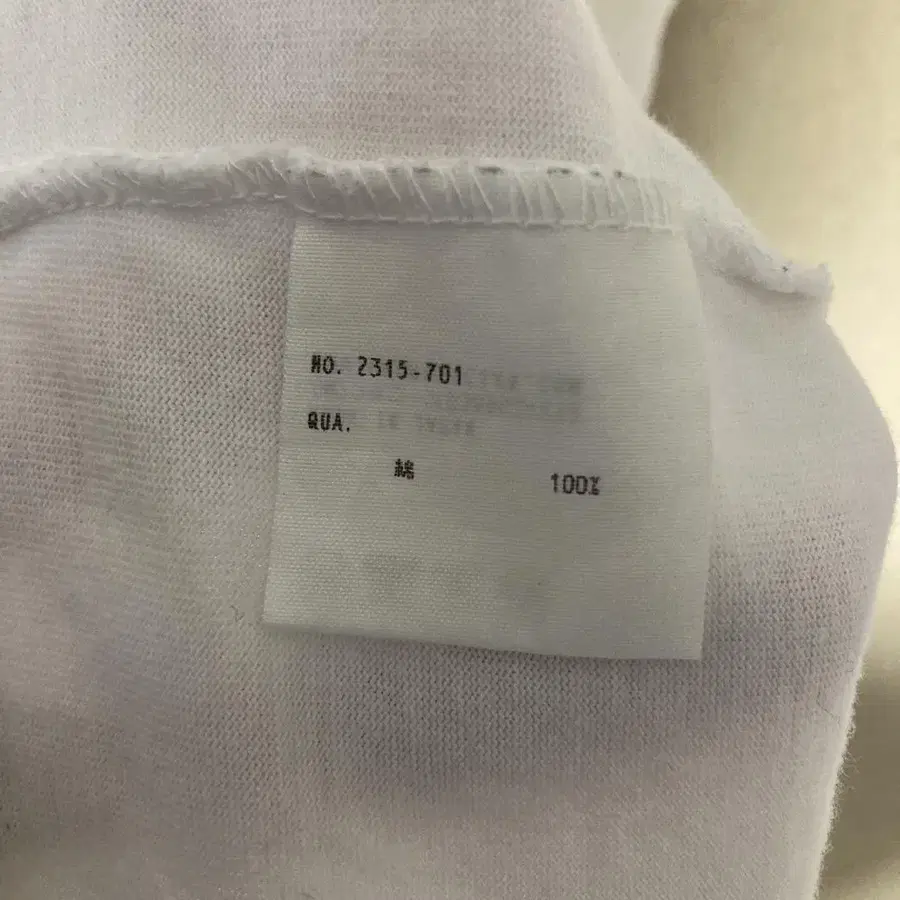 NO. 2315-701
QUA.
綿 100%